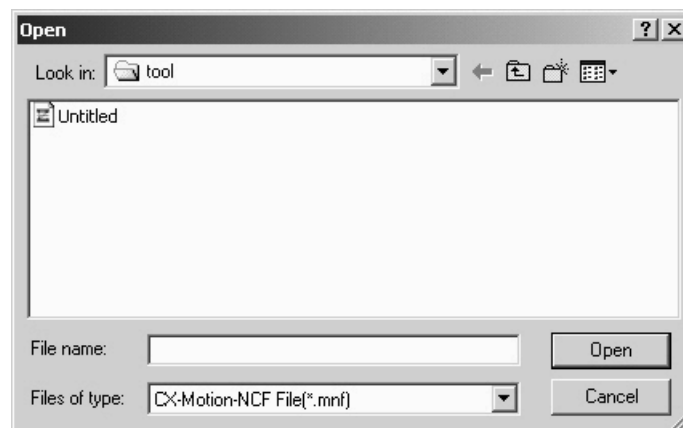 Open
Look in: tool
Untitled
File name: Open
Files of type: CX-Motion-NCF File(*.mnf) Cancel